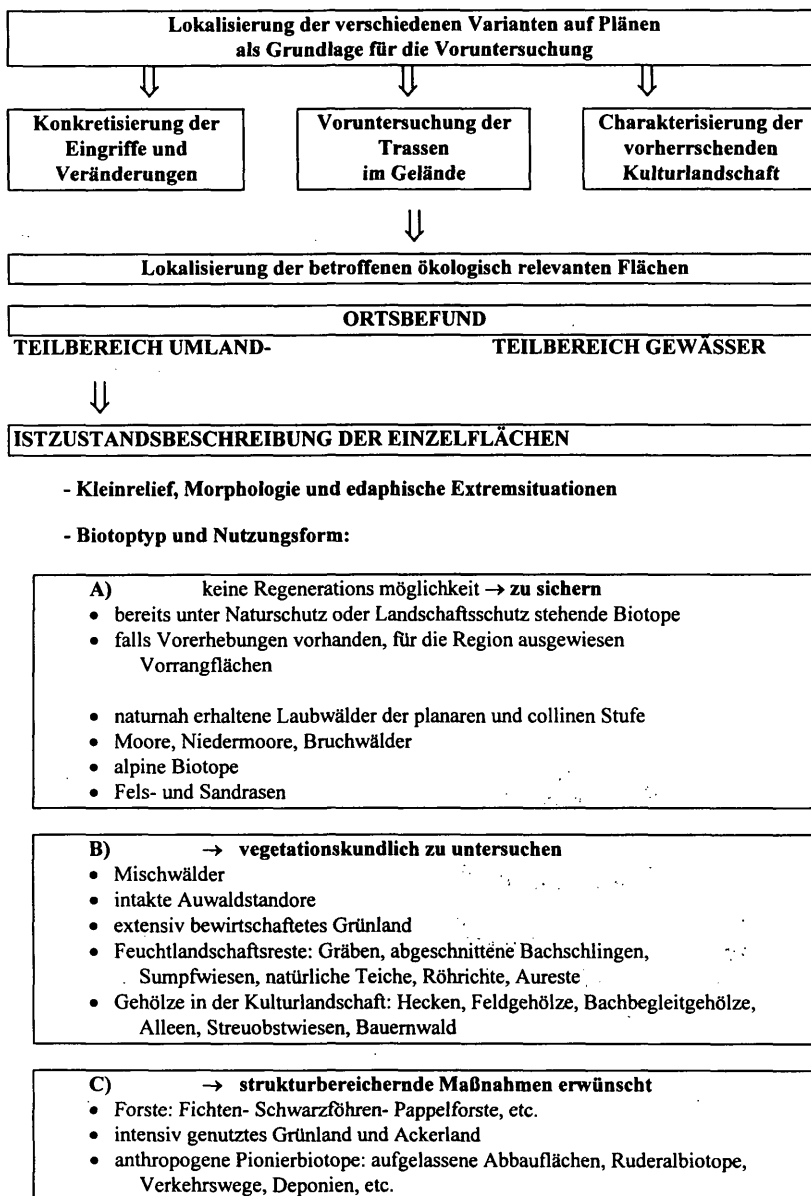 Lokalisierung der verschiedenen Varianten auf Plänen
als Grundlage für die Voruntersuchung
Konkretisierung der
Eingriffe und
Veränderungen
Voruntersuchung der
Trassen
im Gelände
Charakterisierung der
vorherrschenden
Kulturlandschaft
Lokalisierung der betroffenen ökologisch relevanten Flächen
ORTSBEFUND
TEILBEREICH UMLAND- TEILBEREICH GEWÄSSER
ISTZUSTANDSBESCHREIBUNG DER EINZELFLÄCHEN
- Kleinrelief, Morphologie und edaphische Extremsituationen
- Biotoptyp und Nutzungsform:
A) keine Regenerations möglichkeit → zu sichern
• bereits unter Naturschutz oder Landschaftsschutz stehende Biotope
• falls Vorerhebungen vorhanden, für die Region ausgewiesen
Vorrangflächen
• naturnah erhaltene Laubwälder der planaren und collinen Stufe
• Moore, Niedermoore, Bruchwälder
• alpine Biotope
• Fels- und Sandrasen
B) → vegetationskundlich zu untersuchen
• Mischwälder
• intakte Auwaldstandore
• extensiv bewirtschaftetes Grünland
• Feuchtlandschaftsreste: Gräben, abgeschnittene Bachschlingen,
Sumpfwiesen, natürliche Teiche, Röhrichte, Aureste
• Gehölze in der Kulturlandschaft: Hecken, Feldgehölze, Bachbegleitgehölze,
Alleen, Streuobstwiesen, Bauernwald
C) → strukturbereichernde Maßnahmen erwünscht
• Forste: Fichten- Schwarzföhren- Pappelforste, etc.
• intensiv genutztes Grünland und Ackerland
• anthropogene Pionierbiotope: aufgelassene Abbauflächen, Ruderalbiotope,
Verkehrswege, Deponien, etc.